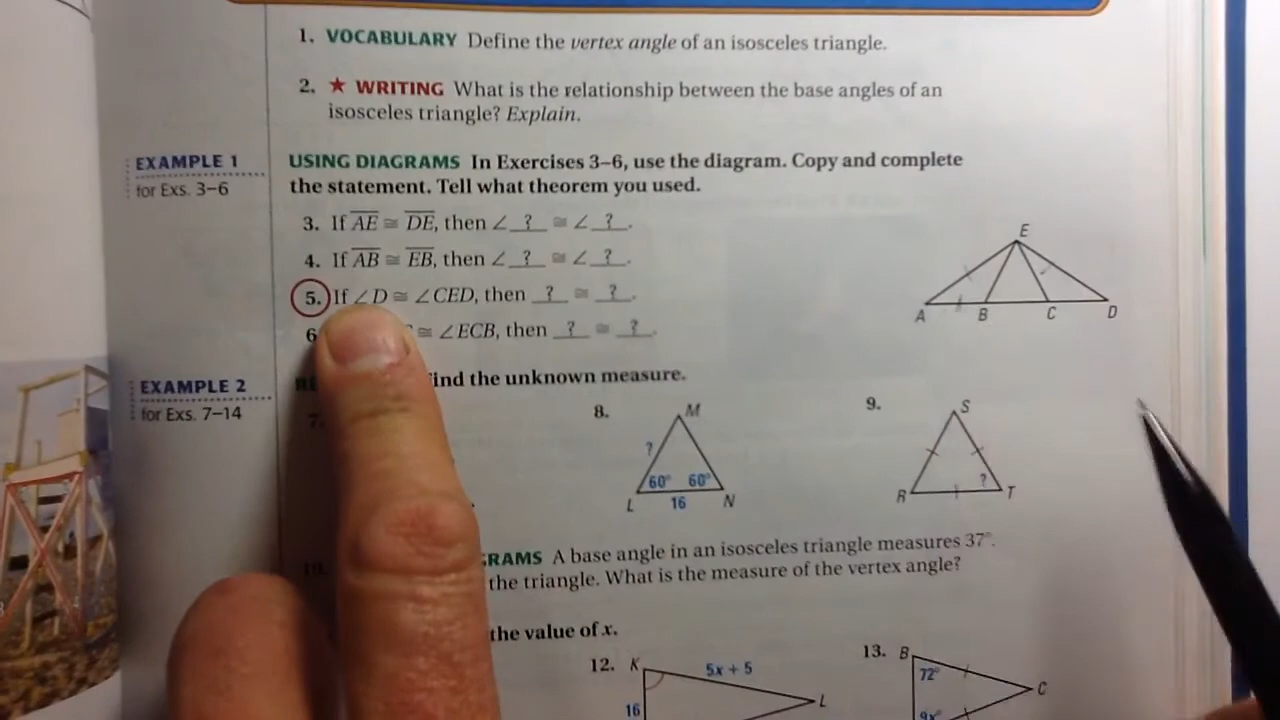 1. VOCABULARY Define the vertex angle of an isosceles triangle.
2. ★ WRITING What is the relationship between the base angles of an
isosceles triangle? Explain.
EXAMPLE 1
for Exs. 3–6
USING DIAGRAMS In Exercises 3–6, use the diagram. Copy and complete
the statement. Tell what theorem you used.
3. If AE ≅ DE, then ∠ ? ≅ ∠ ? .
4. If AB ≅ EB, then ∠ ? ≅ ∠ ? .
5. If ∠D ≅ ∠CED, then ? ≅ ? .
6 ≅ ∠ECB, then ? ≅ ? .
E
A B C D
EXAMPLE 2
for Exs. 7–14
find the unknown measure.
7.
8.
M
?
60° 60°
L 16 N
9.
S
?
R T
GRAMS A base angle in an isosceles triangle measures 37°.
the triangle. What is the measure of the vertex angle?
the value of x.
12. K 5x + 5
16
L
13. B
72°
C
9x°